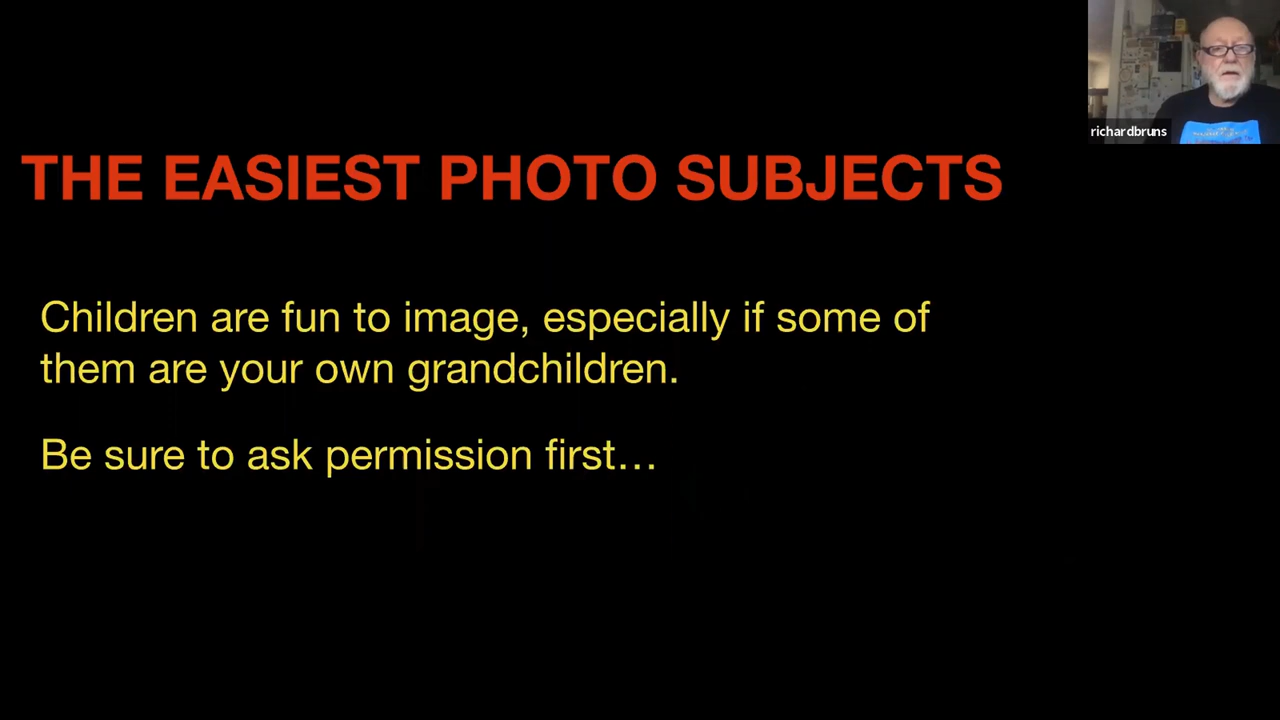 THE EASIEST PHOTO SUBJECTS
Children are fun to image, especially if some of
them are your own grandchildren.
Be sure to ask permission first…
richardbruns